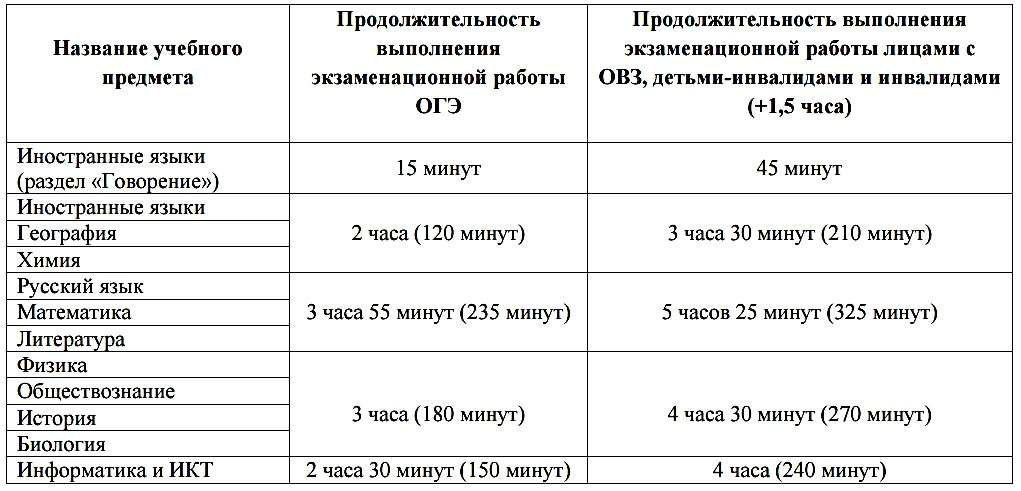 Название учебного
предмета
Продолжительность
выполнения
экзаменационной работы
ОГЭ
Продолжительность выполнения
экзаменационной работы лицами с
ОВЗ, детьми-инвалидами и инвалидами
(+1,5 часа)
Иностранные языки
(раздел «Говорение»)
15 минут
45 минут
Иностранные языки
География
Химия
2 часа (120 минут)
3 часа 30 минут (210 минут)
Русский язык
Математика
Литература
3 часа 55 минут (235 минут)
5 часов 25 минут (325 минут)
Физика
Обществознание
История
Биология
3 часа (180 минут)
4 часа 30 минут (270 минут)
Информатика и ИКТ
2 часа 30 минут (150 минут)
4 часа (240 минут)